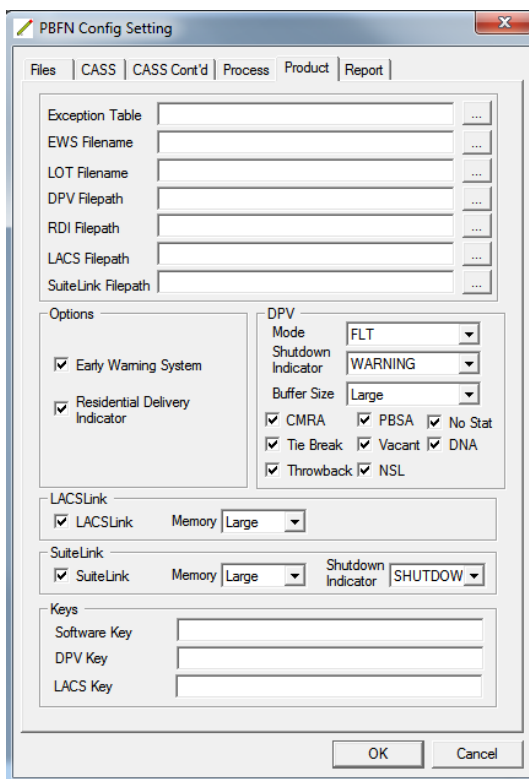 PBFN Config Setting
Files CASS CASS Cont'd Process Product Report
Exception Table ...
EWS Filename ...
LOT Filename ...
DPV Filepath ...
RDI Filepath ...
LACS Filepath ...
SuiteLink Filepath ...
Options
Early Warning System
Residential Delivery
Indicator
DPV
Mode FLT
Shutdown
Indicator WARNING
Buffer Size Large
CMRA PBSA No Stat
Tie Break Vacant DNA
Throwback NSL
LACSLink
LACSLink Memory Large
SuiteLink
SuiteLink Memory Large Shutdown
Indicator SHUTDOW
Keys
Software Key
DPV Key
LACS Key
OK Cancel